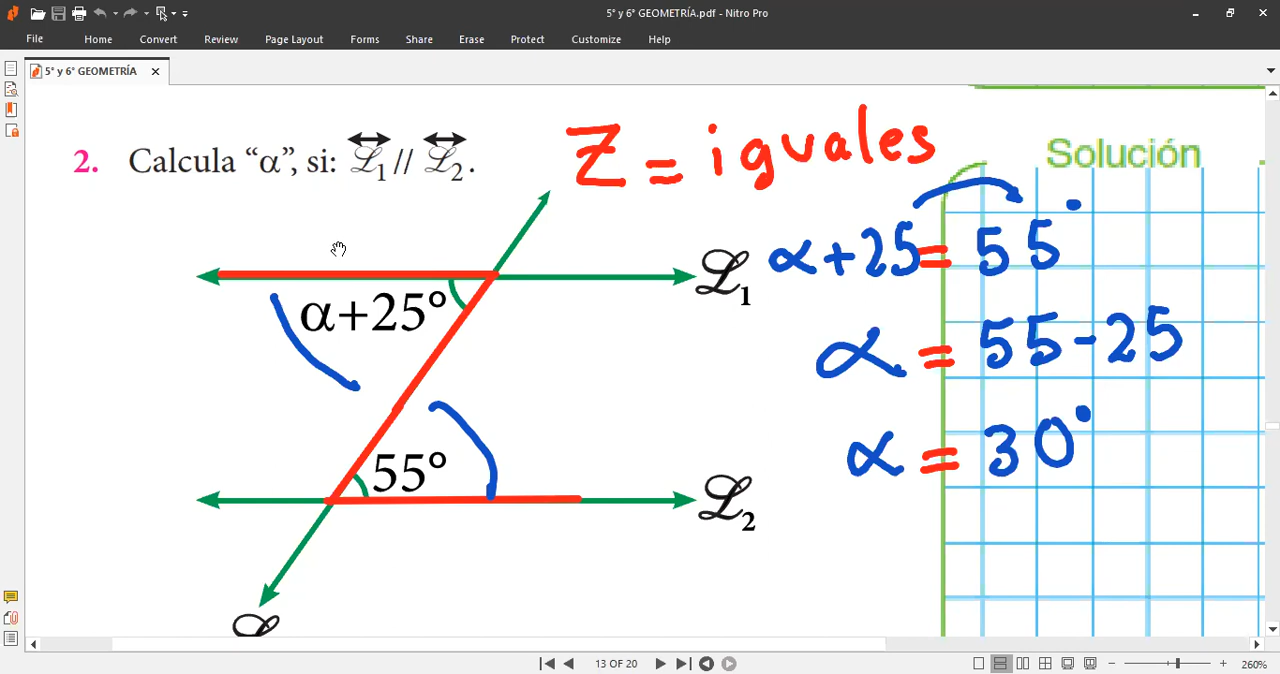 5° y 6° GEOMETRÍA.pdf - Nitro Pro
File Home Convert Review Page Layout Forms Share Erase Protect Customize Help
5° y 6° GEOMETRÍA
2. Calcula “α”, si: ℒ₁ // ℒ₂.
Z = iguales
Solución
α+25 = 55°
ℒ₁
α+25°
α = 55-25
55°
α = 30°
ℒ₂
ℒ
13 OF 20
260%